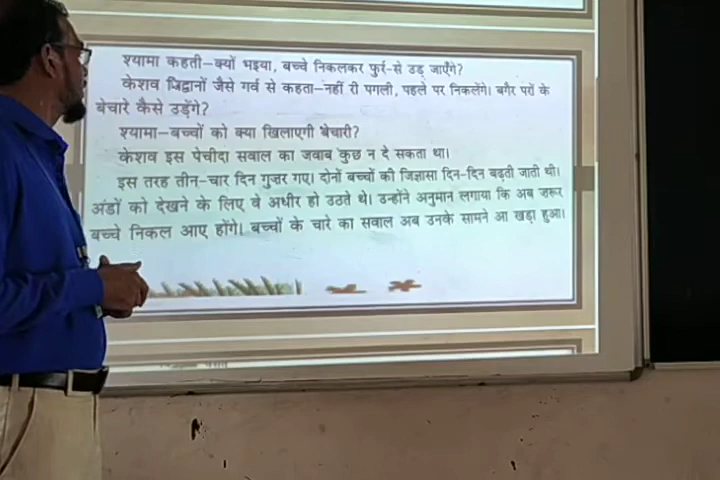 श्यामा कहती—क्यों भइया, बच्चे निकलकर फुर्र-से उड़ जाएँगे?
केशव विद्वानों जैसे गर्व से कहता—नहीं री पगली, पहले पर निकलेंगे। बगैर परों के
बेचारे कैसे उड़ेंगे?
श्यामा—बच्चों को क्या खिलाएगी बेचारी?
केशव इस पेचीदा सवाल का जवाब कुछ न दे सकता था।
इस तरह तीन-चार दिन गुज़र गए। दोनों बच्चों की जिज्ञासा दिन-दिन बढ़ती जाती थी।
अंडों को देखने के लिए वे अधीर हो उठते थे। उन्होंने अनुमान लगाया कि अब ज़रूर
बच्चे निकल आए होंगे। बच्चों के चारे का सवाल अब उनके सामने आ खड़ा हुआ।